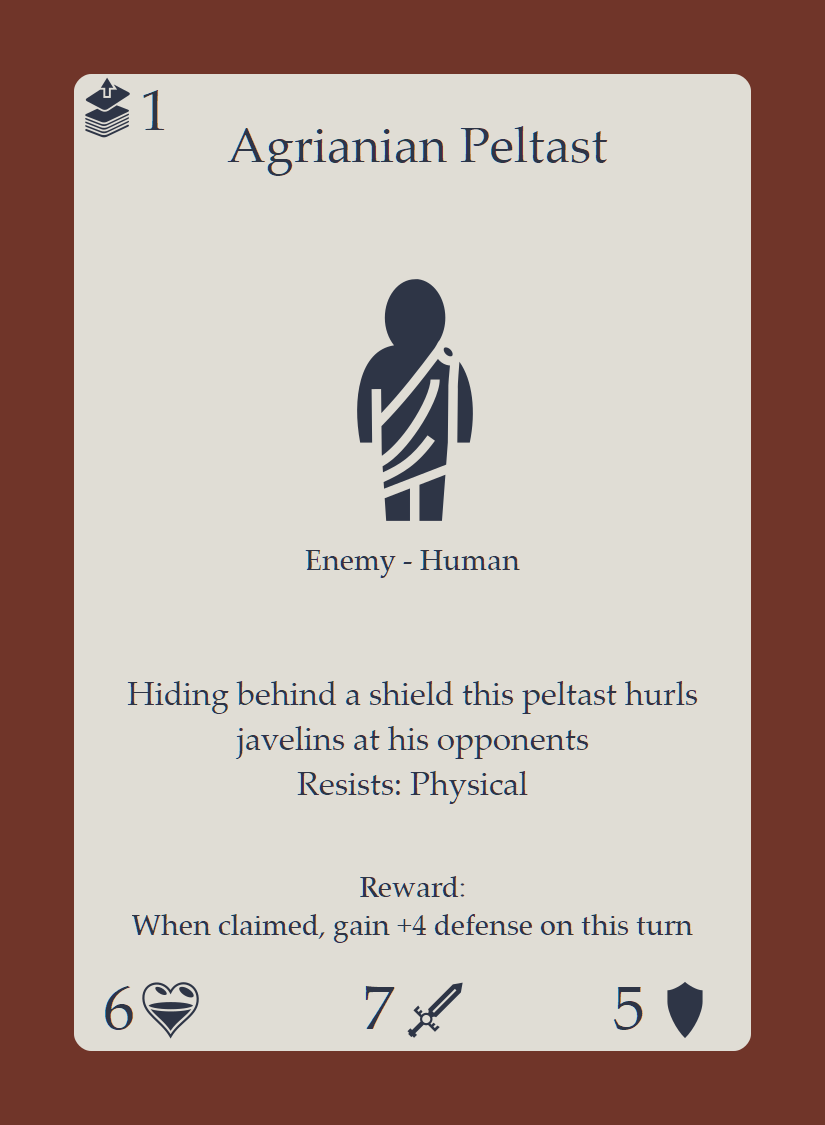 1
Agrianian Peltast
Enemy - Human
Hiding behind a shield this peltast hurls
javelins at his opponents
Resists: Physical
Reward:
When claimed, gain +4 defense on this turn
6 7 5